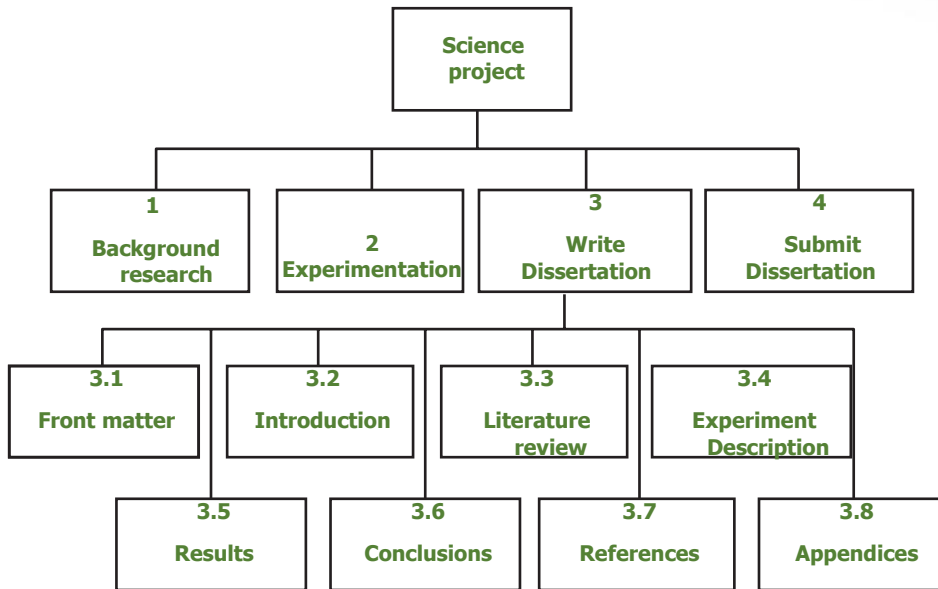 Science
project
1
Background
research
2
Experimentation
3
Write
Dissertation
4
Submit
Dissertation
3.1
Front matter
3.2
Introduction
3.3
Literature
review
3.4
Experiment
Description
3.5
Results
3.6
Conclusions
3.7
References
3.8
Appendices